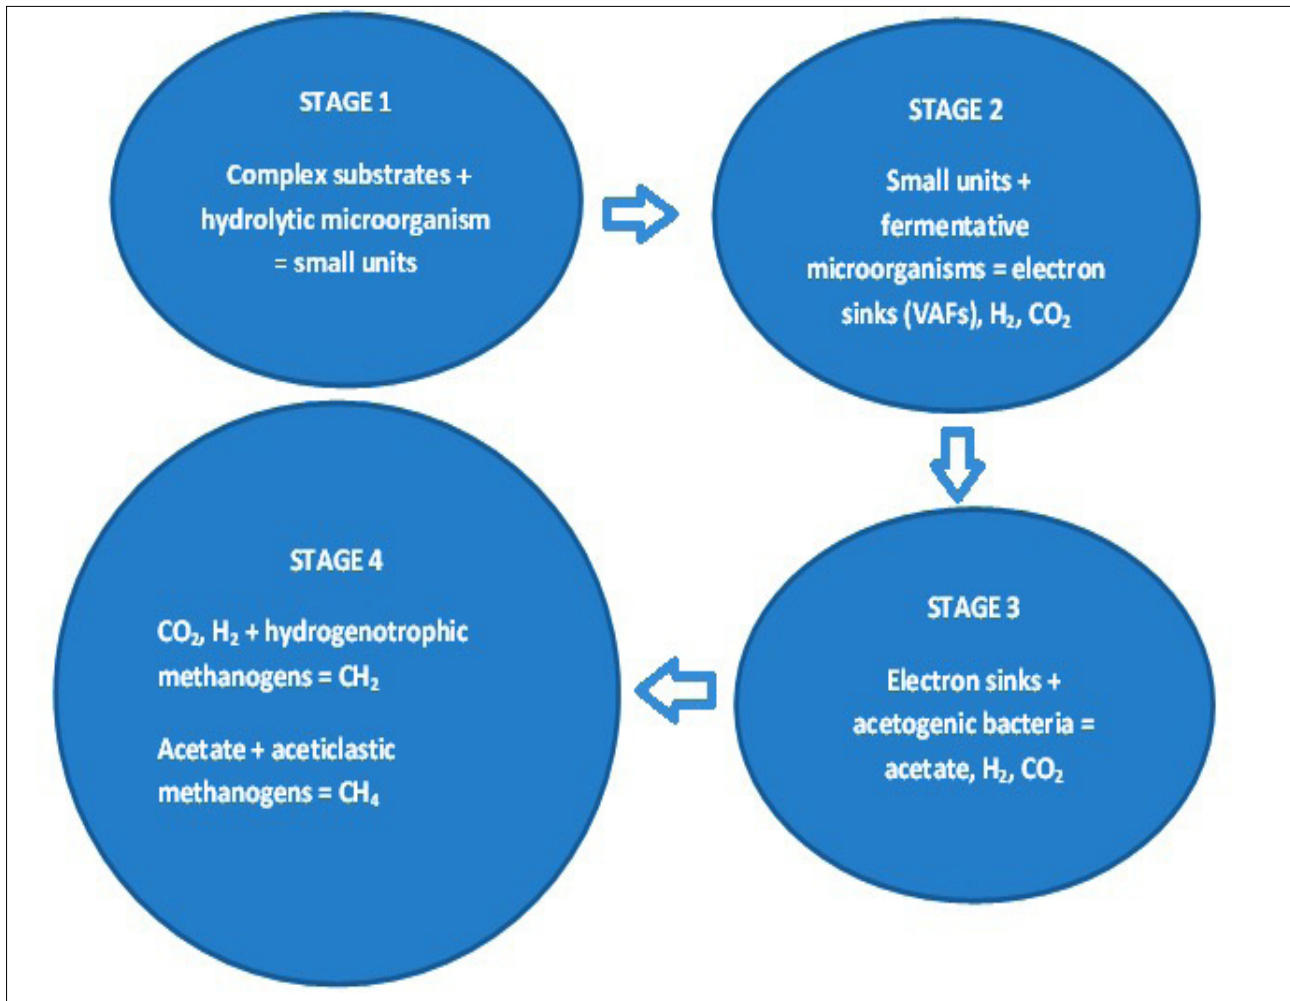 STAGE 1
Complex substrates +
hydrolytic microorganism
= small units
STAGE 2
Small units +
fermentative
microorganisms = electron
sinks (VAFs), H₂, CO₂
STAGE 3
Electron sinks +
acetogenic bacteria =
acetate, H₂, CO₂
STAGE 4
CO₂, H₂ + hydrogenotrophic
methanogens = CH₂
Acetate + aceticlastic
methanogens = CH₄